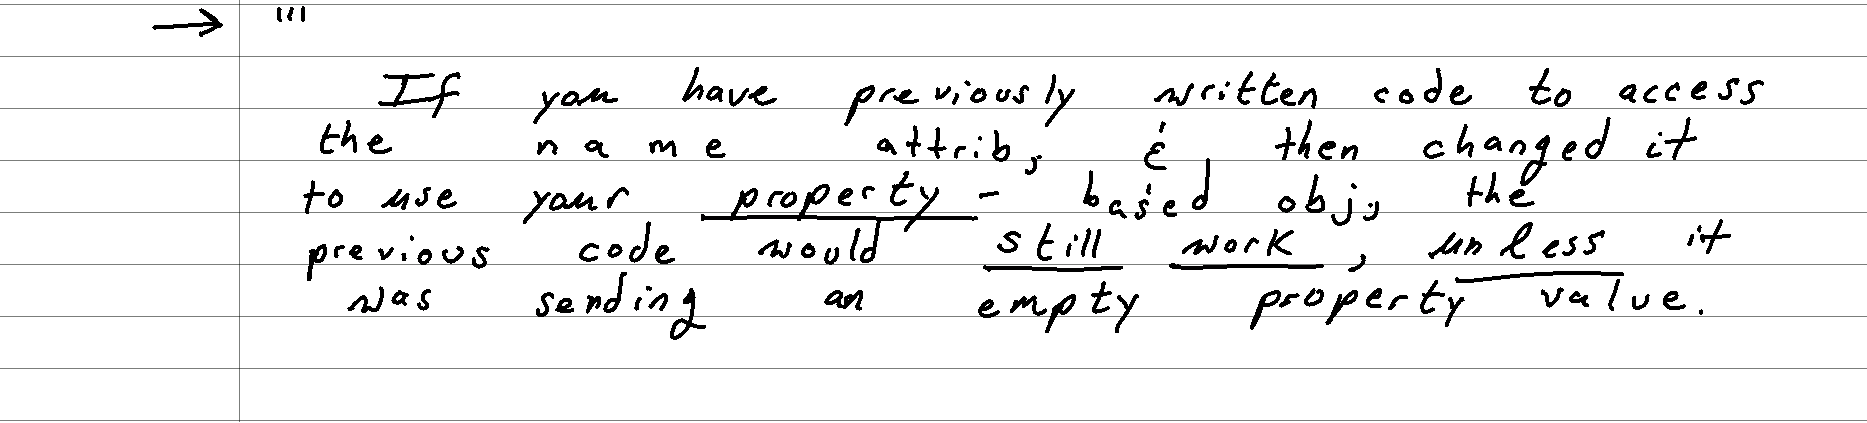 → '''
If you have previously written code to access
the name attrib, & then changed it
to use your property-based obj, the
previous code would still work, unless it
was sending an empty property value.